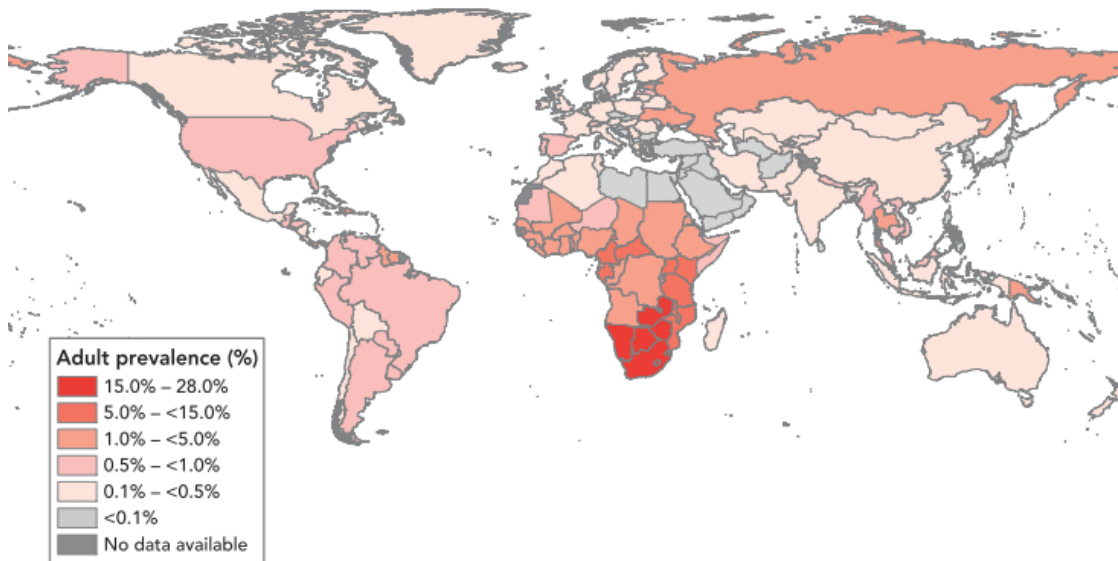 Adult prevalence (%)
15.0% – 28.0%
5.0% – <15.0%
1.0% – <5.0%
0.5% – <1.0%
0.1% – <0.5%
<0.1%
No data available